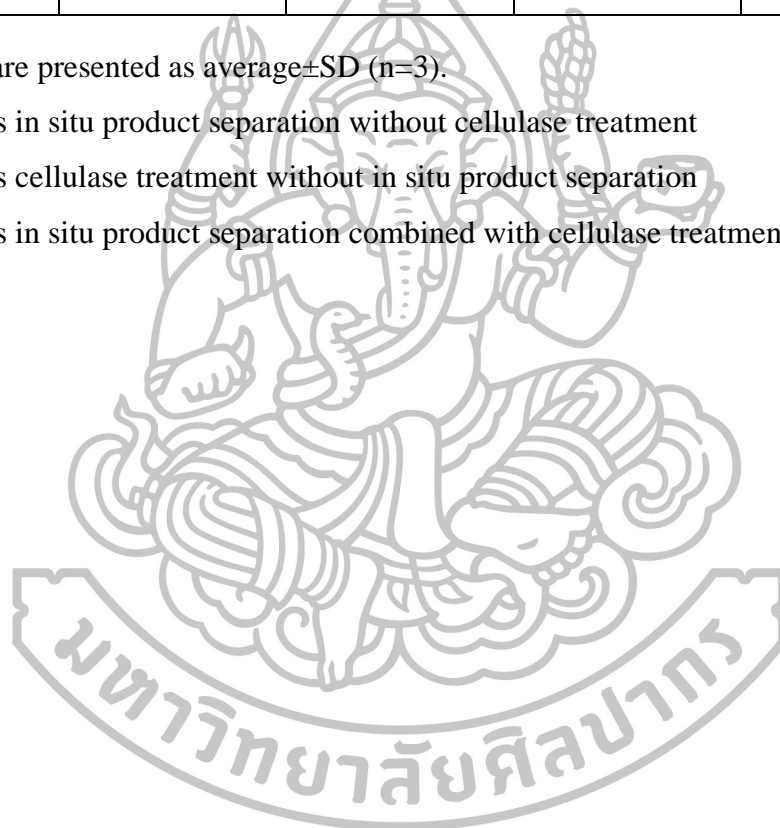 are presented as average±SD (n=3).
s in situ product separation without cellulase treatment
s cellulase treatment without in situ product separation
s in situ product separation combined with cellulase treatmen
มหาวิทยาลัยศิลปากร